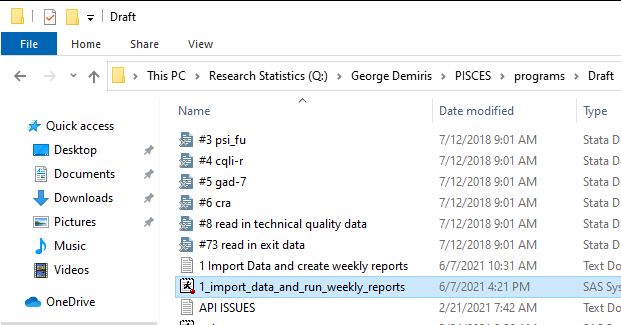 Draft
File Home Share View
This PC > Research Statistics (Q:) > George Demiris > PISCES > programs > Draft
Name Date modified Type
Quick access
Desktop
Documents
Downloads
Pictures
Music
Videos
OneDrive
#3 psi_fu 7/12/2018 9:01 AM Stata D
#4 cqli-r 7/12/2018 9:01 AM Stata D
#5 gad-7 7/12/2018 9:01 AM Stata D
#6 cra 7/12/2018 9:01 AM Stata D
#8 read in technical quality data 7/12/2018 9:01 AM Stata D
#73 read in exit data 7/12/2018 9:01 AM Stata D
1 Import Data and create weekly reports 6/7/2021 10:31 AM Text Do
1_import_data_and_run_weekly_reports 6/7/2021 4:21 PM SAS Sys
API ISSUES 2/21/2021 7:42 AM Text Do